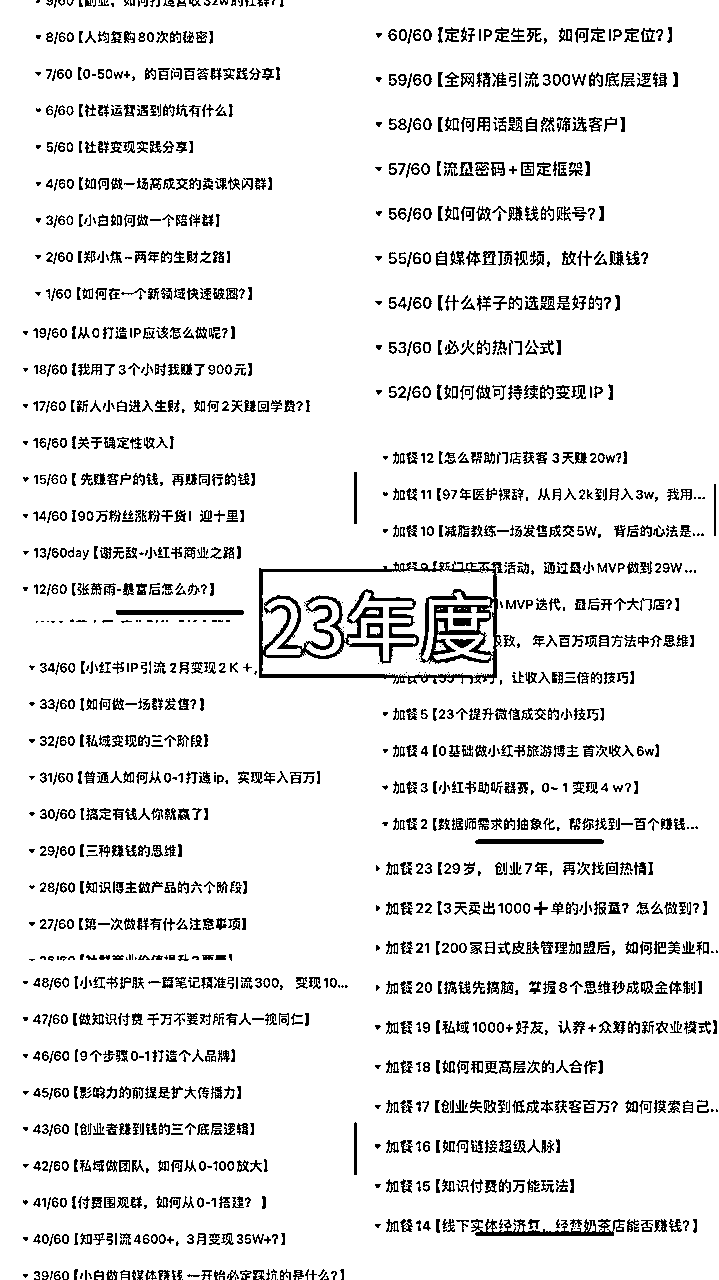 8/60【人均复购80次的秘密】
7/60【0-50w+，的百问百答群实践分享】
6/60【社群运营遇到的坑有什么】
5/60【社群变现实践分享】
4/60【如何做一场高成交的卖课快闪群】
3/60【小白如何做一个陪伴群】
2/60【郑小焦-两年的生财之路】
1/60【如何在一个新领域快速破圈?】
19/60【从0打造IP应该怎么做呢?】
18/60【我用了3个小时我赚了900元】
17/60【新人小白进入生财，如何2天赚回学费?】
16/60【关于确定性收入】
15/60【 先赚客户的钱，再赚同行的钱】
14/60【90万粉丝涨粉干货！迎十里】
13/60day【谢无敌-小红书商业之路】
12/60【张萧雨-暴富后怎么办?】
34/60【小红书IP引流 2月变现2K+,
33/60【如何做一场群发售?】
32/60【私域变现的三个阶段】
31/60【普通人如何从0-1打造ip，实现年入百万】
30/60【搞定有钱人你就赢了】
29/60【三种赚钱的思维】
28/60【知识博主做产品的六个阶段】
27/60【第一次做群有什么注意事项】
48/60【小红书护肤 一篇笔记精准引流300， 变现10...
47/60【做知识付费 千万不要对所有人一视同仁】
46/60【9个步骤0-1打造个人品牌】
45/60【影响力的前提是扩大传播力】
43/60【创业者赚到钱的三个底层逻辑】
42/60【私域做团队，如何从0-100放大】
41/60【付费围观群，如何从0-1搭建？】
40/60【知乎引流4600+，3月变现35W+?】
39/60【小白做自媒体赚钱 一开始必定踩坑的是什么?】
60/60【定好IP定生死，如何定IP定位?】
59/60【全网精准引流300W的底层逻辑 】
58/60【如何用话题自然筛选客户】
57/60【流量密码+固定框架】
56/60【如何做个赚钱的账号?】
55/60自媒体置顶视频，放什么赚钱?
54/60【什么样子的选题是好的?】
53/60【必火的热门公式】
52/60【如何做可持续的变现IP 】
加餐12【怎么帮助门店获客 3天赚20w?】
加餐11【97年医护裸辞，从月入2k到月入3w，我用...
加餐10【减脂教练一场发售成交5W， 背后的心法是...
加餐9【新门店不靠活动，通过最小MVP做到29W...
小MVP迭代，最后开个大门店?】
致， 年入百万项目方法中介思维】
，让收入翻三倍的技巧】
加餐5【23个提升微信成交的小技巧】
加餐4【0基础做小红书旅游博主 首次收入6w】
加餐3【小红书助听器赛，0~1变现4w?】
加餐2【数据师需求的抽象化，帮你找到一百个赚钱...
加餐23【29岁， 创业7年，再次找回热情】
加餐22【3天卖出1000十单的小报童？怎么做到?】
加餐21【200家日式皮肤管理加盟后，如何把美业和..
加餐20【搞钱先搞脑，掌握8个思维秒成吸金体制】
加餐19【私域1000+好友，认养+众筹的新农业模式】
加餐18【如何和更高层次的人合作】
加餐17【创业失败到低成本获客百万？如何摸索自己..
加餐16【如何链接超级人脉】
加餐15【知识付费的万能玩法】
加餐14【线下实体经济复，经营奶茶店能否赚钱?】
23年度